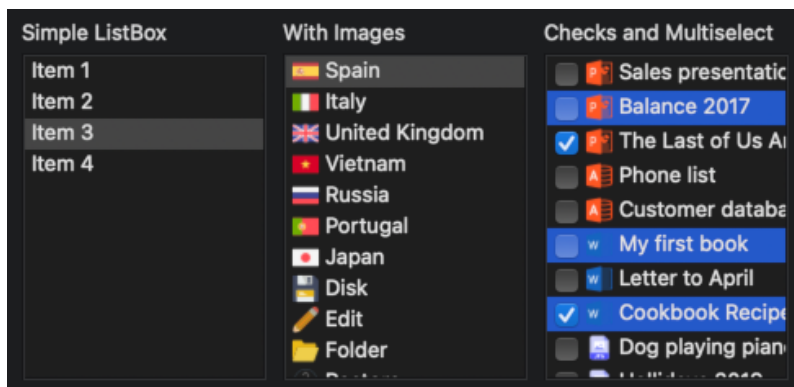 Simple ListBox
Item 1
Item 2
Item 3
Item 4
With Images
Spain
Italy
United Kingdom
Vietnam
Russia
Portugal
Japan
Disk
Edit
Folder
Checks and Multiselect
Sales presentatic
Balance 2017
The Last of Us A
Phone list
Customer databa
My first book
Letter to April
Cookbook Recipe
Dog playing pian